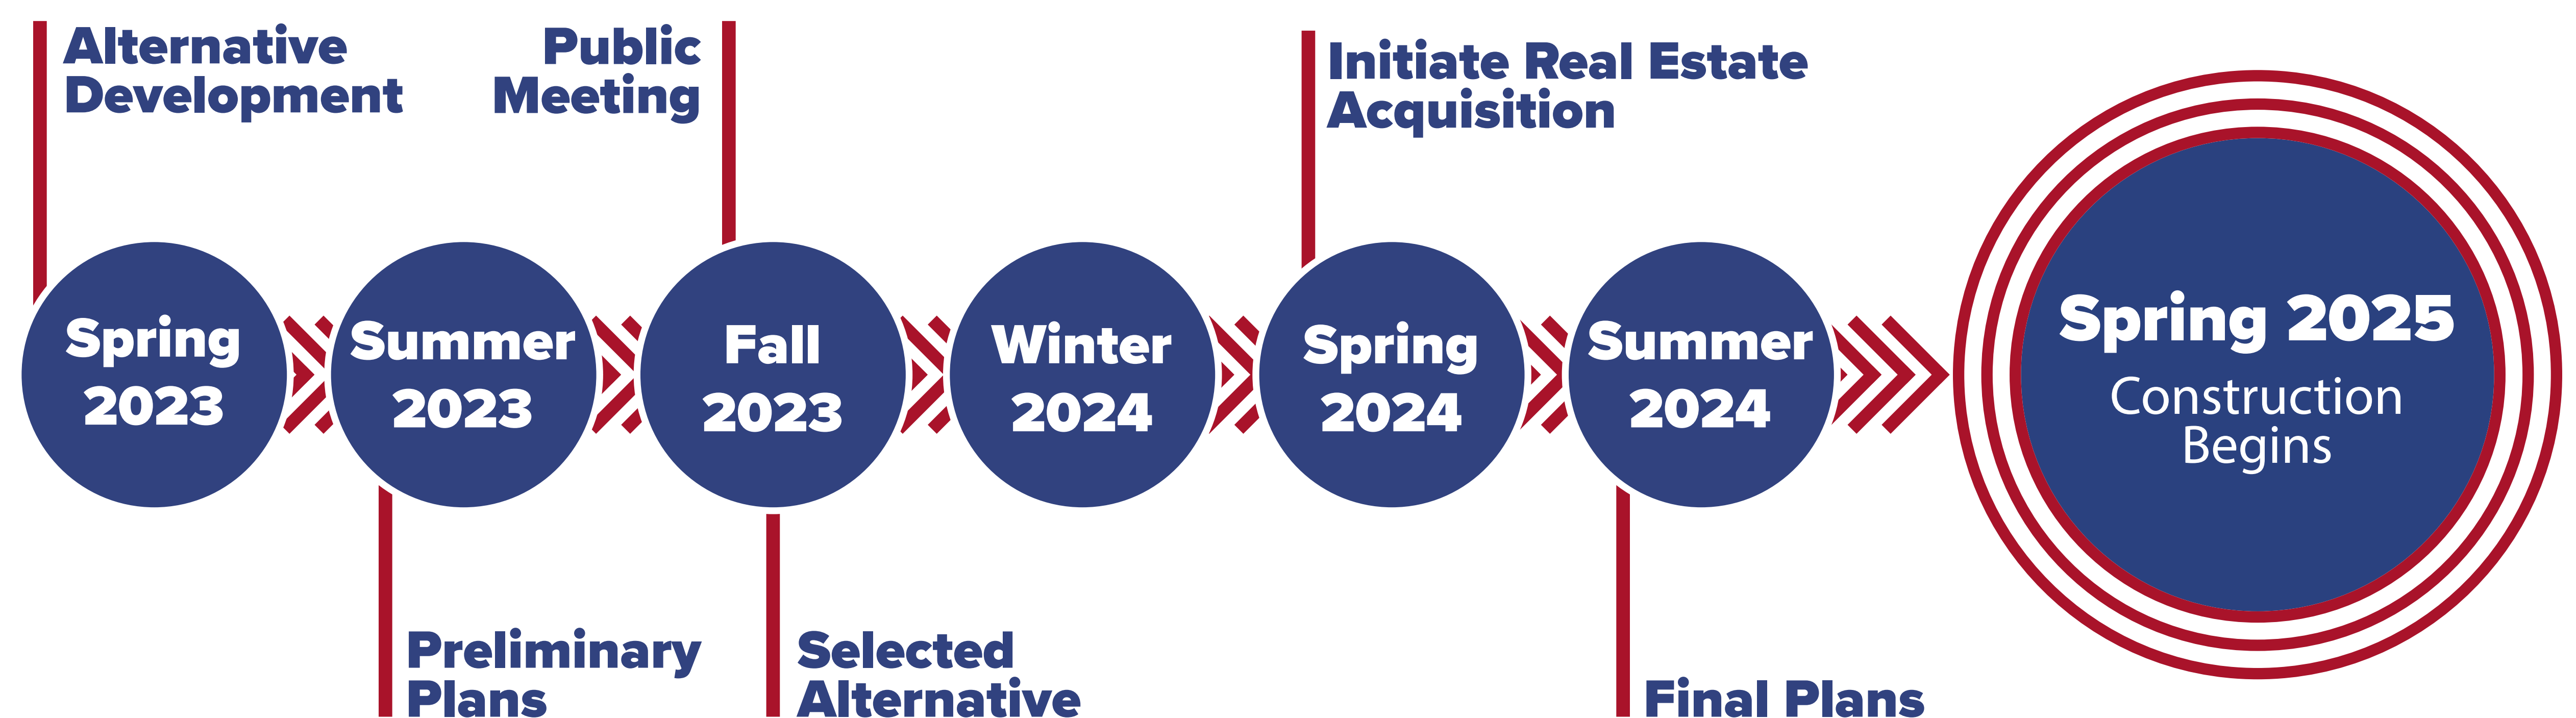 Alternative
Development
Public
Meeting
Initiate Real Estate
Acquisition
Spring
2023
Summer
2023
Fall
2023
Winter
2024
Spring
2024
Summer
2024
Spring 2025
Construction
Begins
Preliminary
Plans
Selected
Alternative
Final Plans